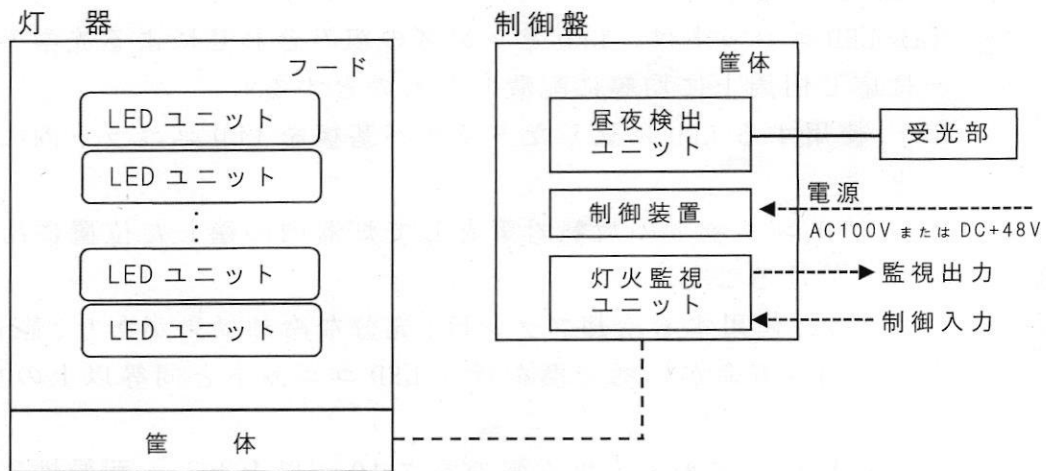 灯 器
フード
LED ユニット
LED ユニット
:
LED ユニット
LED ユニット
筐 体
制御盤
筐体
昼夜検出
ユニット
受光部
制御装置
電源
AC100V または DC+48V
灯火監視
ユニット
監視出力
制御入力